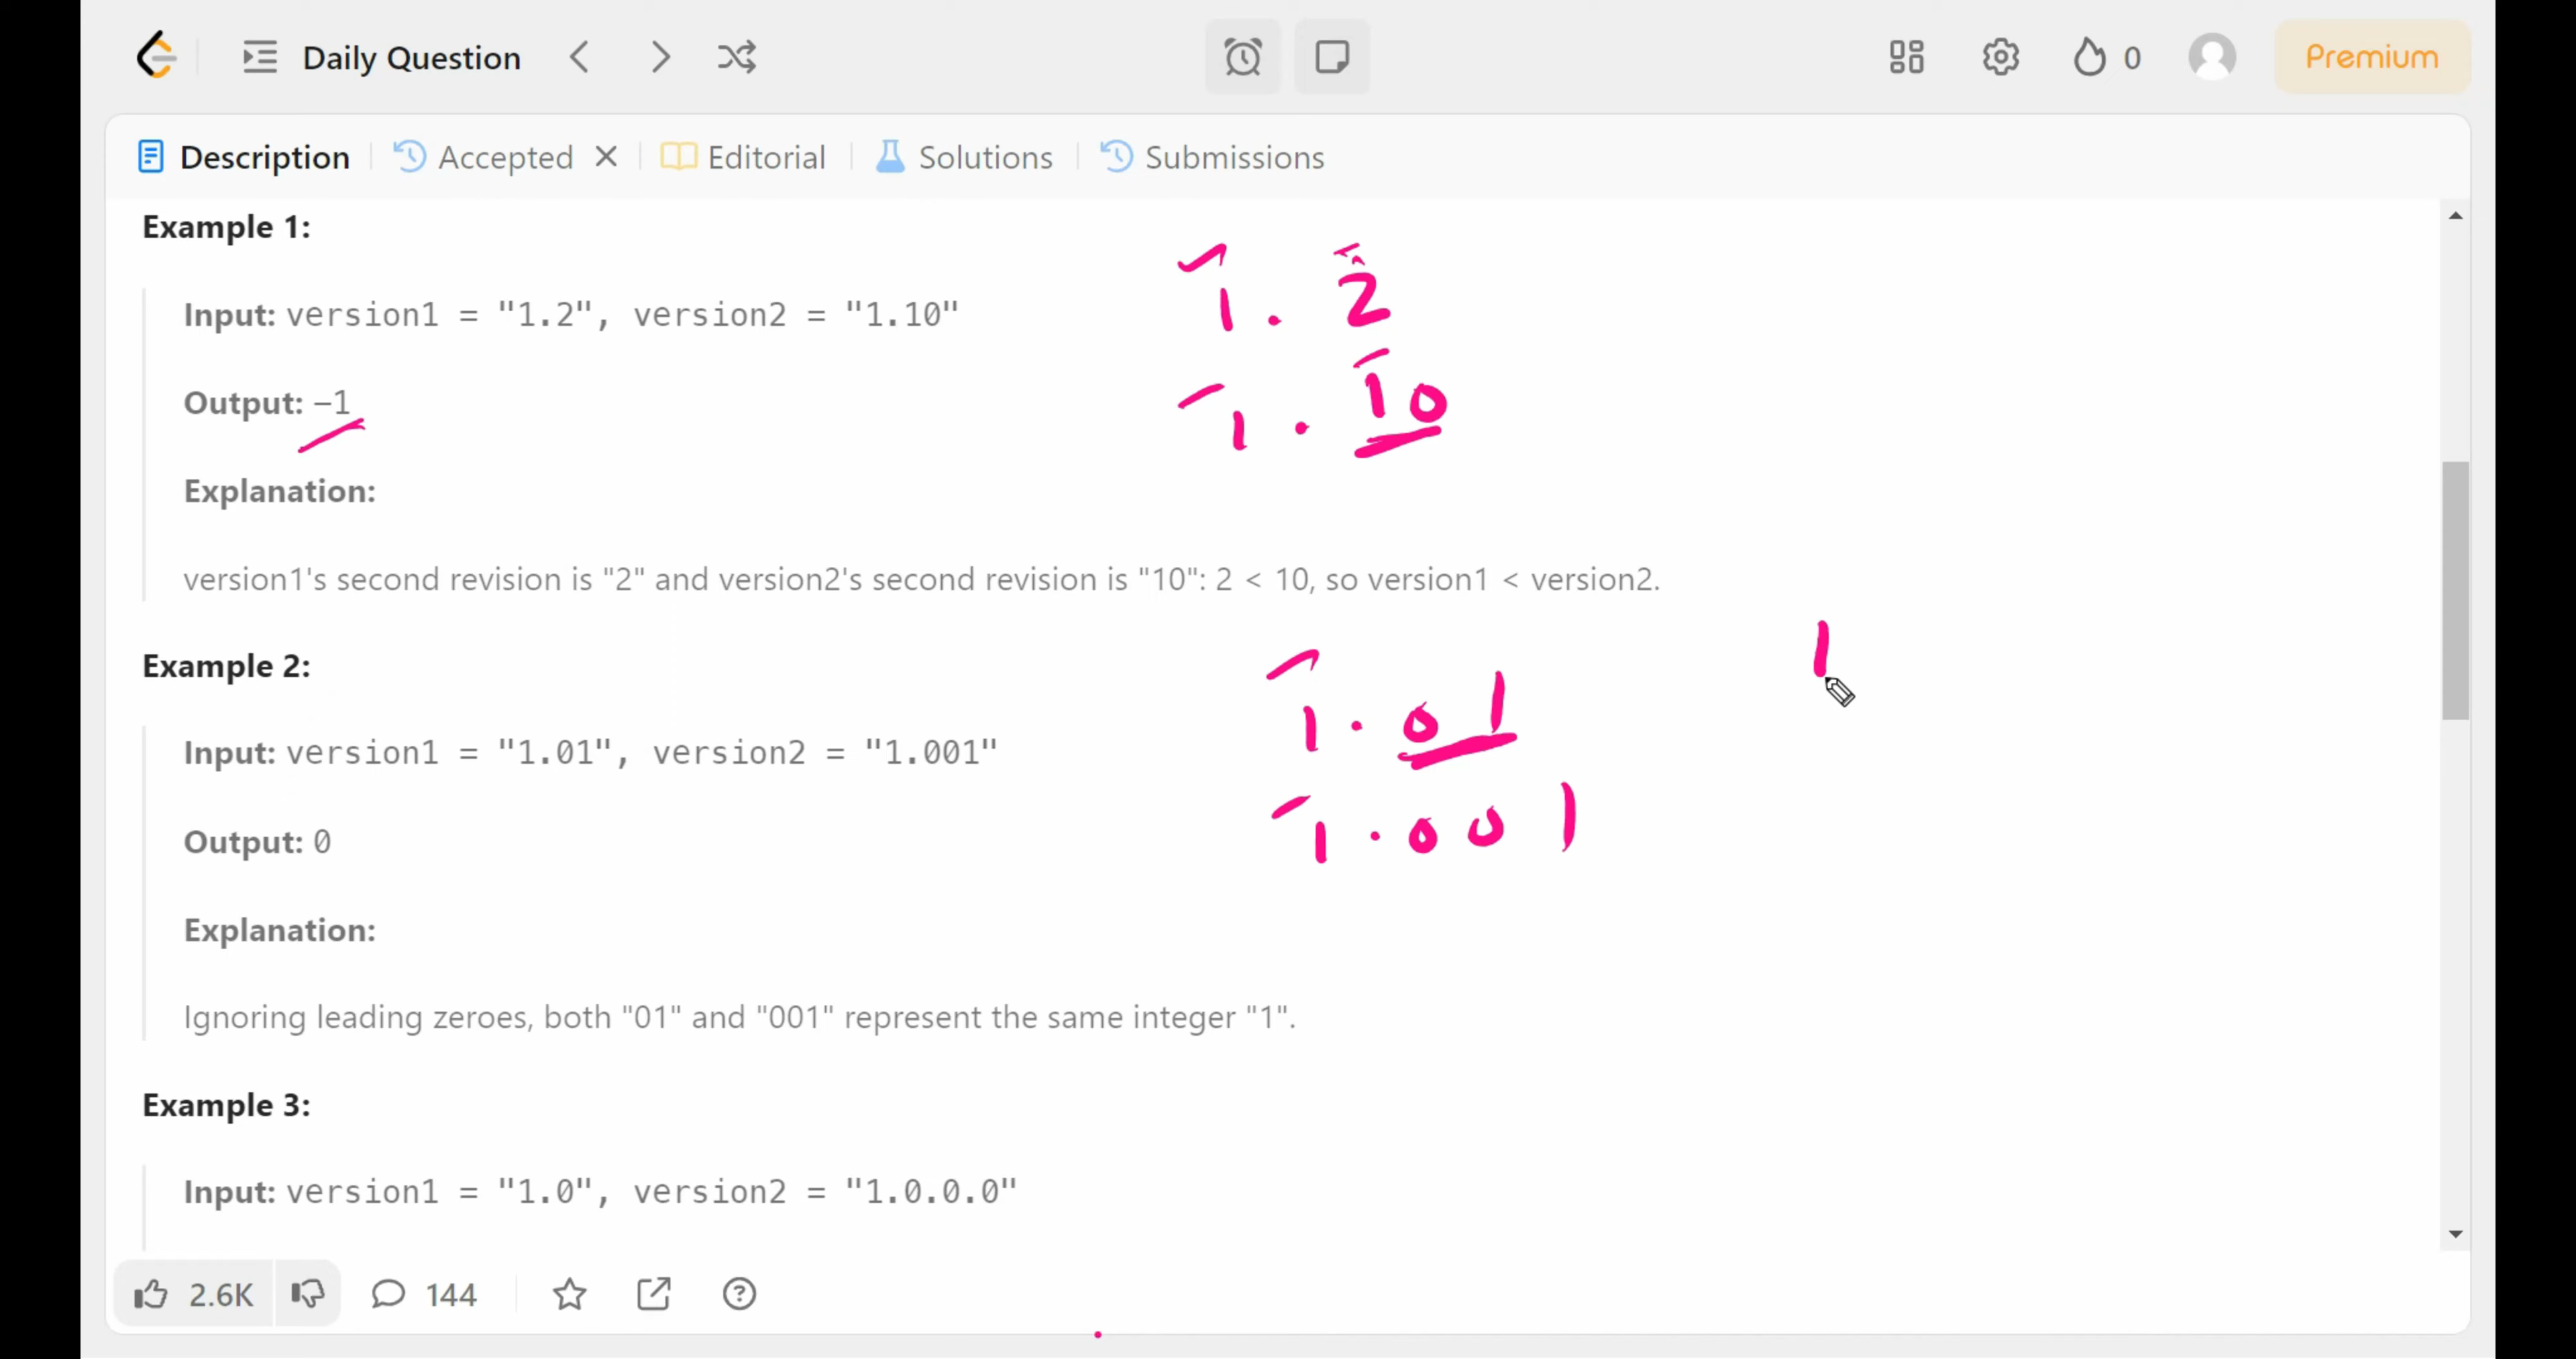 Daily Question
0
Premium
Description
Accepted
Editorial
Solutions
Submissions
Example 1:
Input: version1 = "1.2", version2 = "1.10"
1.2
Output: -1
1.10
Explanation:
version1's second revision is "2" and version2's second revision is "10": 2 < 10, so version1 < version2.
1
Example 2:
1.01
Input: version1 = "1.01", version2 = "1.001"
1.001
Output: 0
Explanation:
Ignoring leading zeroes, both "01" and "001" represent the same integer "1".
Example 3:
Input: version1 = "1.0", version2 = "1.0.0.0"
2.6K
144